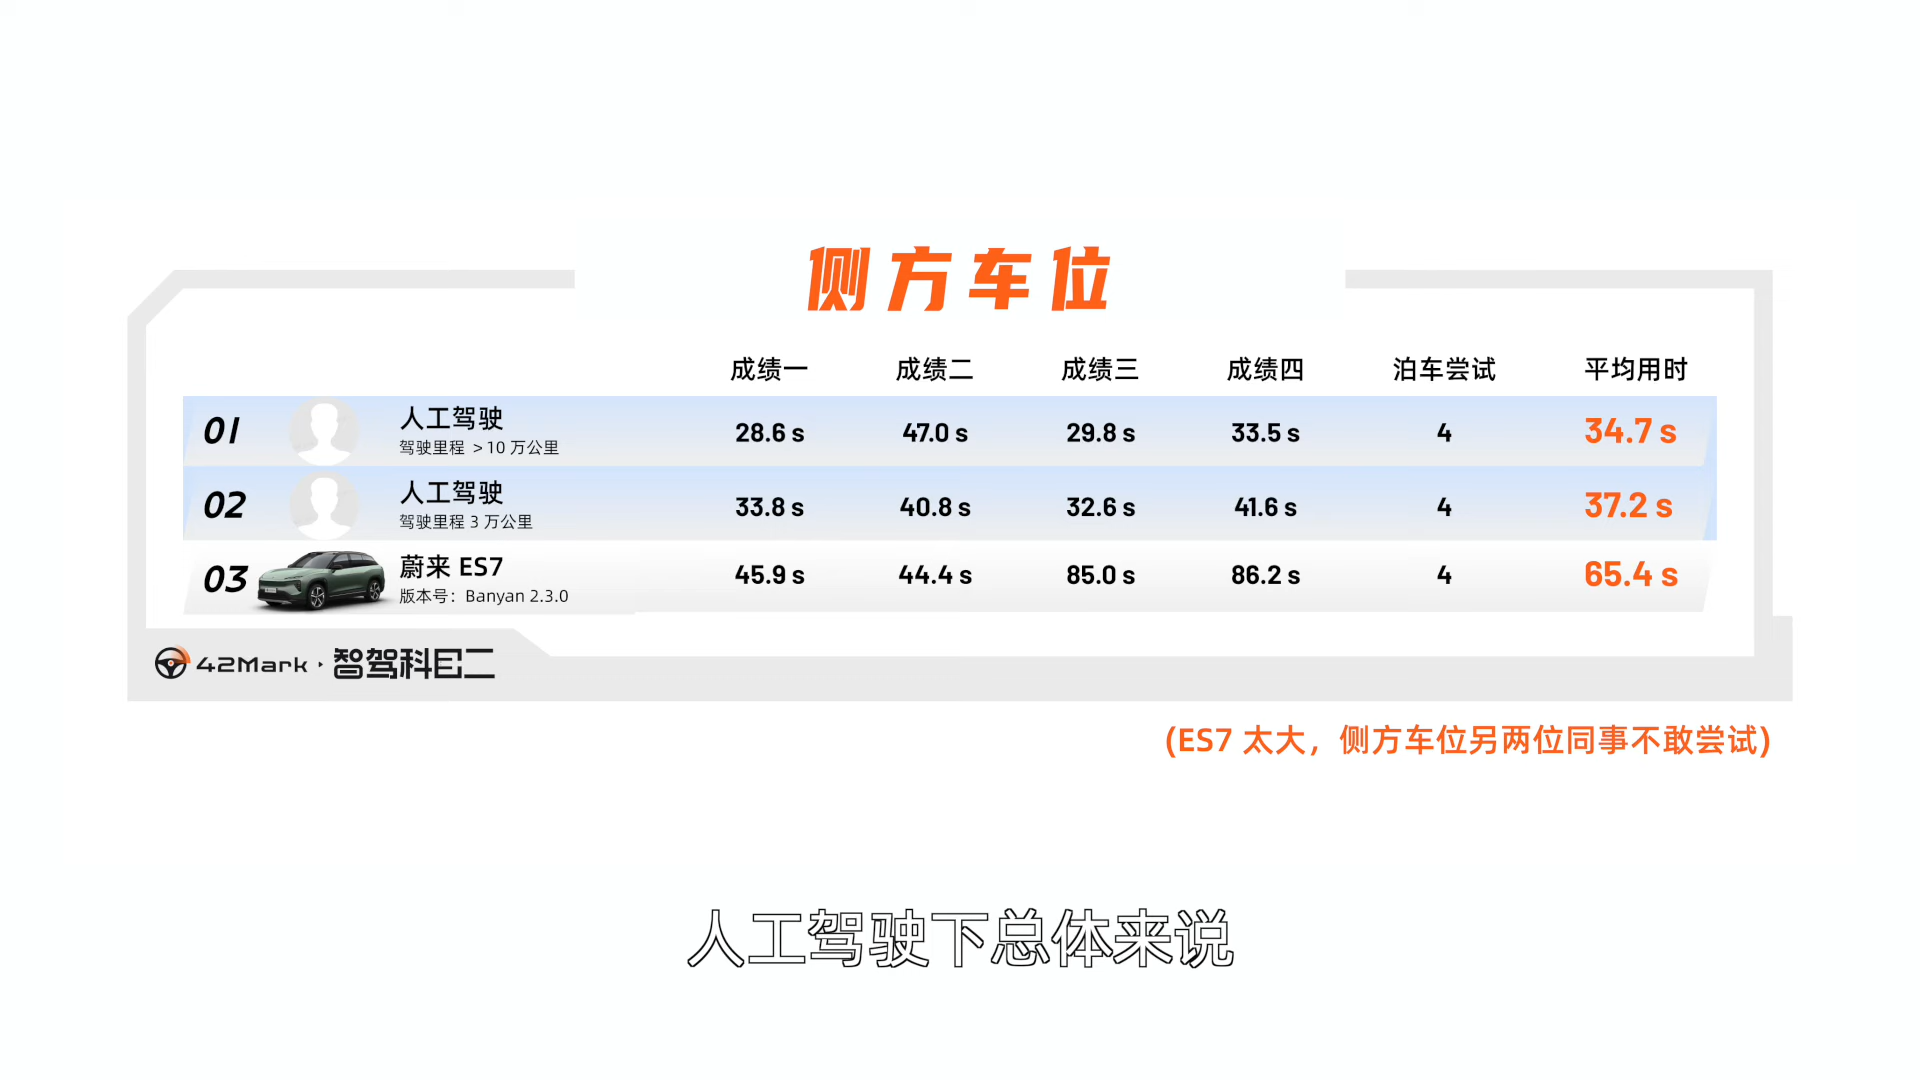 侧方车位
成绩一 成绩二 成绩三 成绩四 泊车尝试 平均用时
01 人工驾驶 28.6 s 47.0 s 29.8 s 33.5 s 4 34.7 s
驾驶里程 >10 万公里
02 人工驾驶 33.8 s 40.8 s 32.6 s 41.6 s 4 37.2 s
驾驶里程 3 万公里
03 蔚来 ES7 45.9 s 44.4 s 85.0 s 86.2 s 4 65.4 s
版本号：Banyan 2.3.0
42Mark · 智驾科目二
(ES7 太大，侧方车位另两位同事不敢尝试)
人工驾驶下总体来说